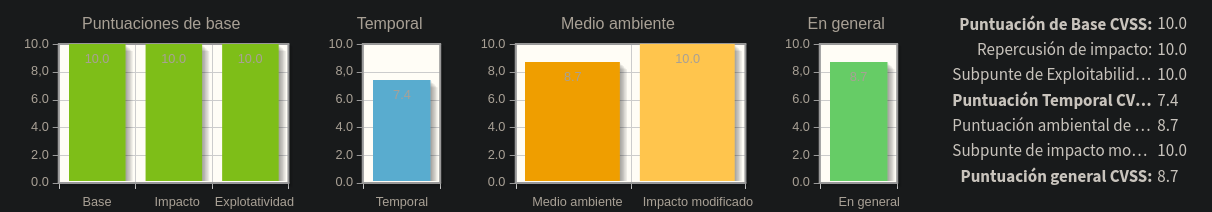 Puntuaciones de base
10.0
8,0
6.0
4.0
2.0
0.0
10.0
10.0
10.0
Base
Impacto
Explotatividad
Temporal
10.0
8,0
6.0
4.0
2.0
0.0
7.4
Temporal
Medio ambiente
10.0
8,0
6.0
4.0
2.0
0.0
8.7
10.0
Medio ambiente
Impacto modificado
En general
10.0
8,0
6.0
4.0
2.0
0.0
8.7
En general
Puntuación de Base CVSS: 10.0
Repercusión de impacto: 10.0
Subpunte de Exploitabilid... 10.0
Puntuación Temporal CV... 7.4
Puntuación ambiental de ... 8.7
Subpunte de impacto mo... 10.0
Puntuación general CVSS: 8.7